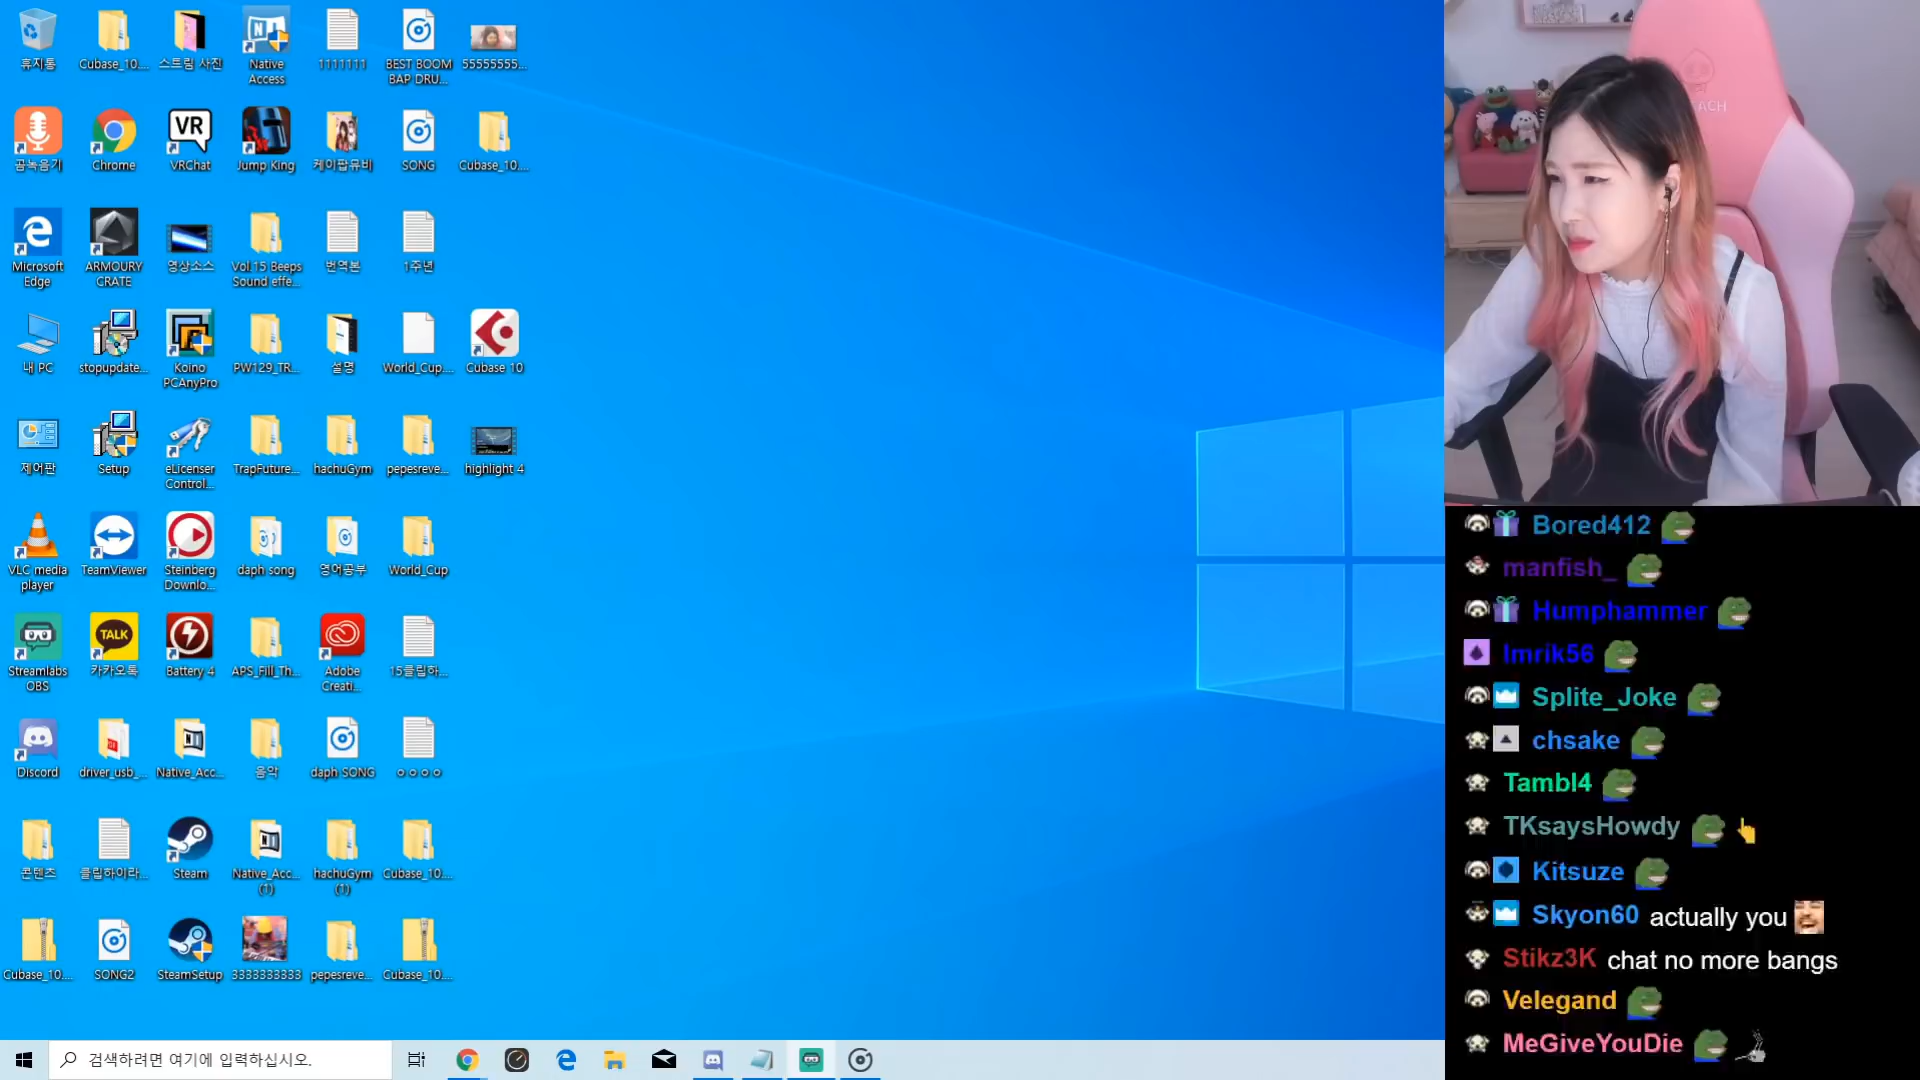 휴지통
Cubase_10....
스트림 사진
Native
Access
1111111
BEST BOOM
BAP DRU...
55555555...
곰녹음기
Chrome
VR
VRChat
Jump King
케이팝뮤비
SONG
Cubase_10....
Microsoft
Edge
ARMOURY
CRATE
영상소스
Vol.15 Beeps
Sound effe...
번역본
1주년
내 PC
stopupdate...
Koino
PCAnyPro
PW129_TR...
설명
World_Cup....
Cubase 10
제어판
Setup
eLicenser
Control...
TrapFuture...
hachuGym
pepesreve...
highlight 4
VLC media
player
TeamViewer
Steinberg
Downlo...
daph song
영어공부
World_Cup
Streamlabs
OBS
TALK
카카오톡
Battery 4
APS_Fill_Th...
Adobe
Creati...
15클립하...
Discord
driver_usb_...
Native_Acc...
음악
daph SONG
ㅇㅇㅇㅇ
콘텐츠
클립하이라...
Steam
Native_Acc...
(1)
hachuGym
(1)
Cubase_10....
Cubase_10....
SONG2
SteamSetup
3333333333
pepesreve...
Cubase_10....
검색하려면 여기에 입력하십시오.
Bored412
manfish_
Humphammer
Imrik56
Splite_Joke
chsake
Tambl4
TKsaysHowdy
Kitsuze
Skyon60 actually you
Stikz3K chat no more bangs
Velegand
MeGiveYouDie